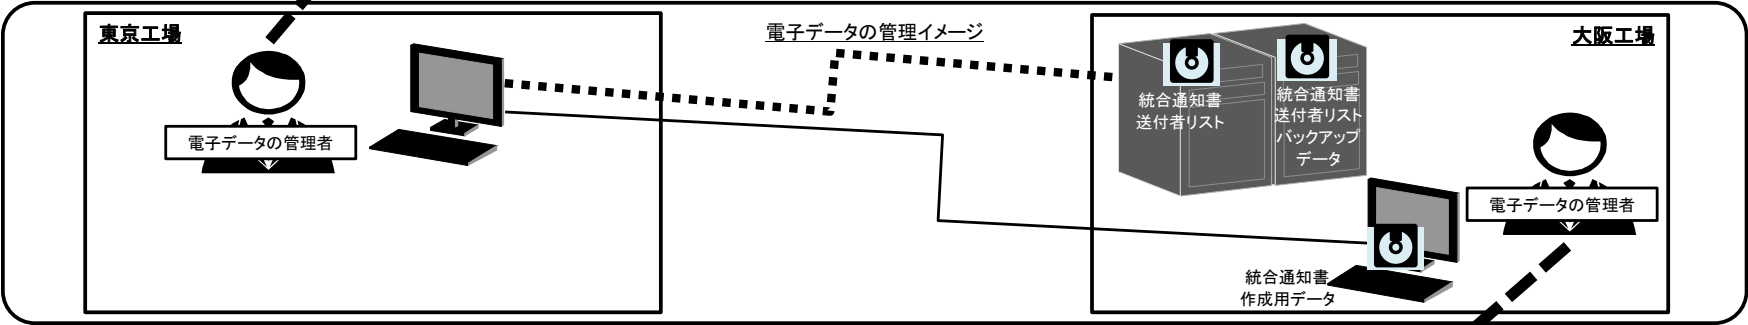 東京工場
電子データの管理イメージ
大阪工場
電子データの管理者
統合通知書
送付者リスト
統合通知書
送付者リスト
バックアップ
データ
電子データの管理者
統合通知書
作成用データ